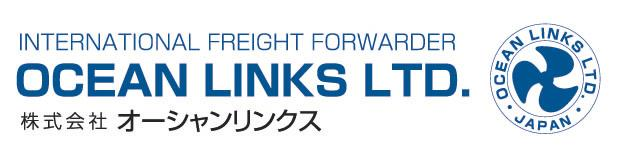 INTERNATIONAL FREIGHT FORWARDER
OCEAN LINKS LTD.
株式会社 オーシャンリンクス
OCEAN LINKS LTD.
・JAPAN・